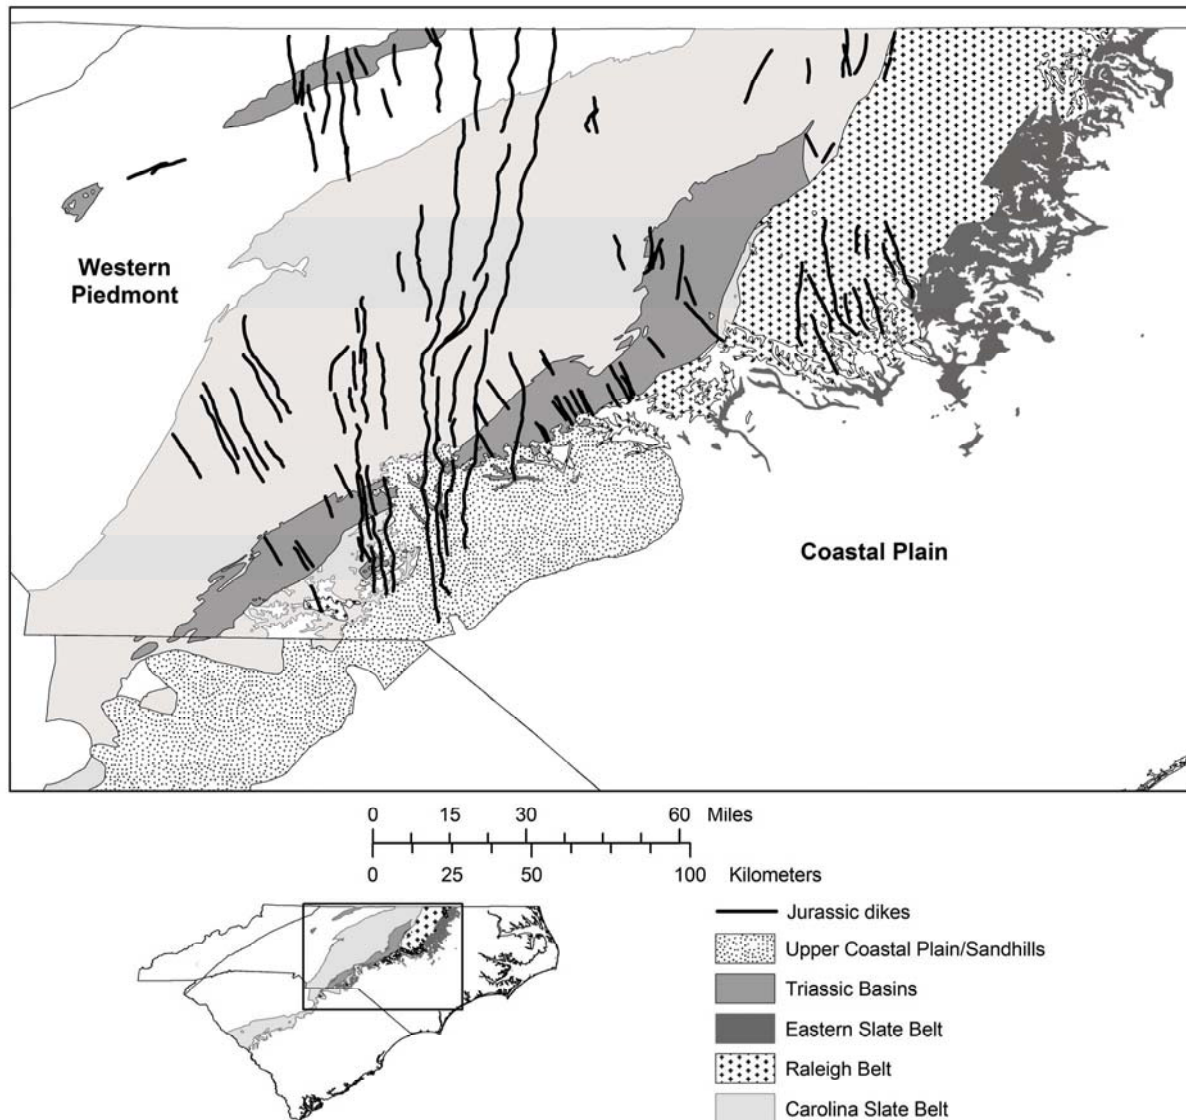 Western
Piedmont
Coastal Plain
0 15 30 60 Miles
0 25 50 100 Kilometers
Jurassic dikes
Upper Coastal Plain/Sandhills
Triassic Basins
Eastern Slate Belt
Raleigh Belt
Carolina Slate Belt